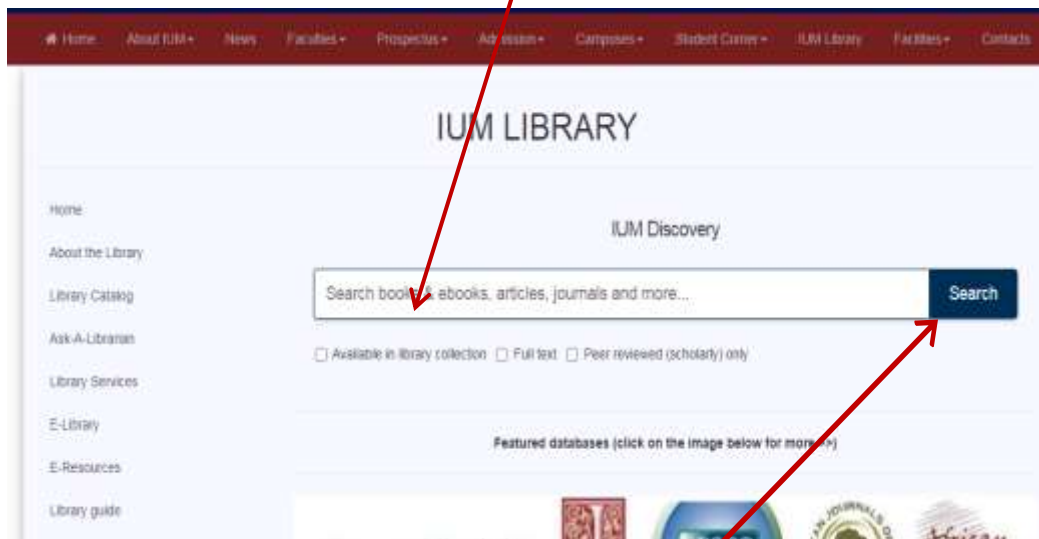 Home About IUM News Faculties Prospectus Admission Campuses Student Corner IUM Library Facilities Contacts
IUM LIBRARY
Home
About the Library
Library Catalog
Ask-A-Librarian
Library Services
E-Library
E-Resources
Library guide
IUM Discovery
Search books & ebooks, articles, journals and more... Search
Available in library collection Full text Peer reviewed (scholarly) only
Featured databases (click on the image below for more >>)
AN JOURNALS O
African